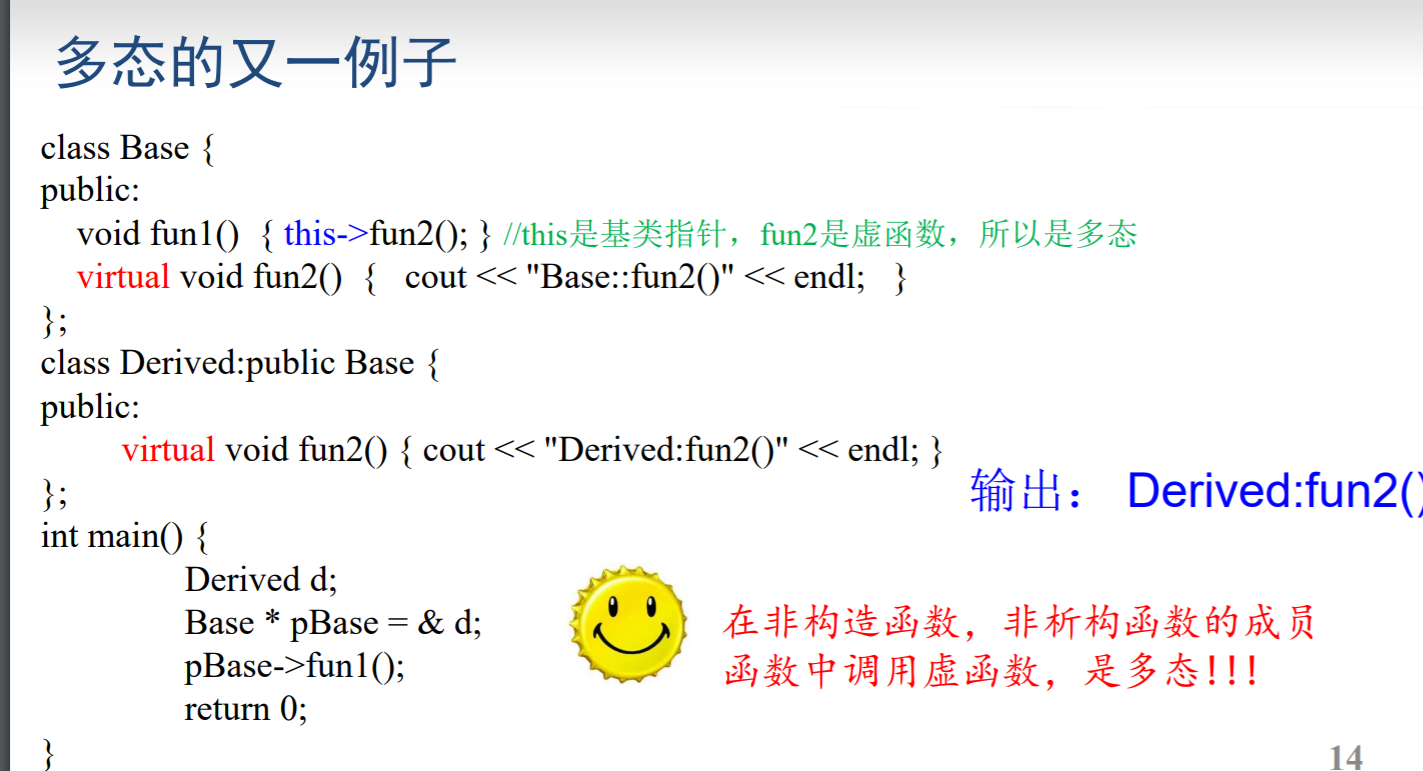 多态的又一例子
class Base {
public:
void fun1() { this->fun2(); } //this是基类指针，fun2是虚函数，所以是多态
virtual void fun2() { cout << "Base::fun2()" << endl; }
};
class Derived:public Base {
public:
virtual void fun2() { cout << "Derived:fun2()" << endl; }
};
输出： Derived:fun2()
int main() {
Derived d;
Base * pBase = & d;
pBase->fun1();
return 0;
}
在非构造函数，非析构函数的成员
函数中调用虚函数，是多态!!!
14